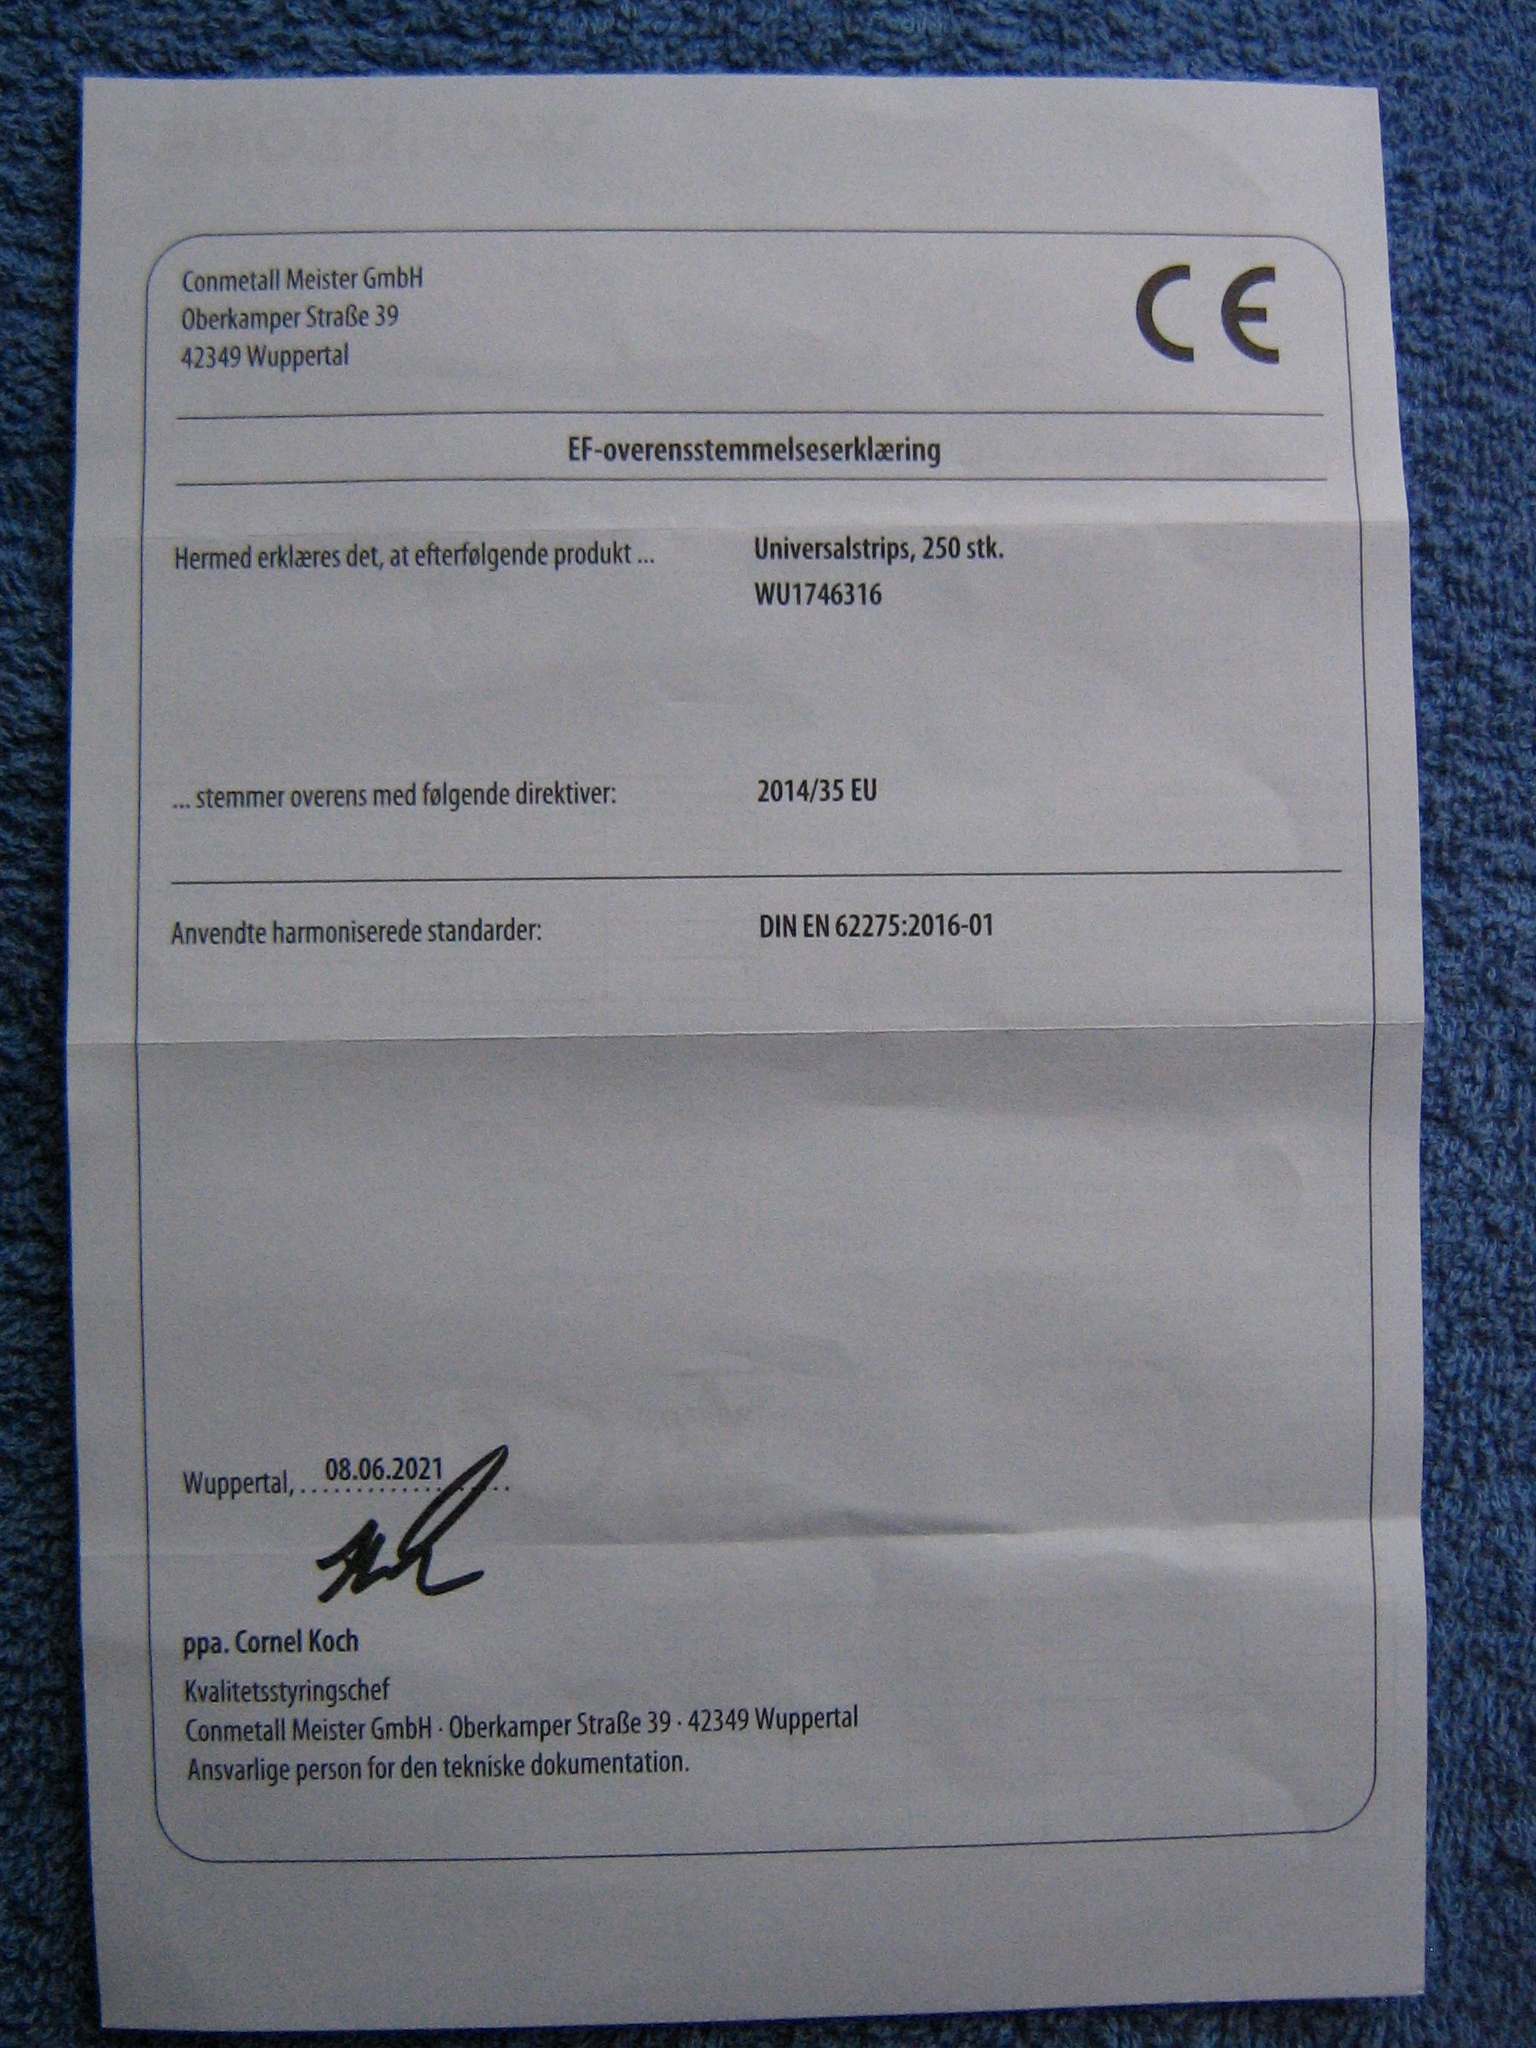 Conmetall Meister GmbH
Oberkamper Straße 39
42349 Wuppertal
CE
EF-overensstemmelseserklæring
Hermed erklæres det, at efterfølgende produkt ...
Universalstrips, 250 stk.
WU1746316
... stemmer overens med følgende direktiver:
2014/35 EU
Anvendte harmoniserede standarder:
DIN EN 62275:2016-01
Wuppertal, 08.06.2021
ppa. Cornel Koch
Kvalitetsstyringschef
Conmetall Meister GmbH · Oberkamper Straße 39 · 42349 Wuppertal
Ansvarlige person for den tekniske dokumentation.